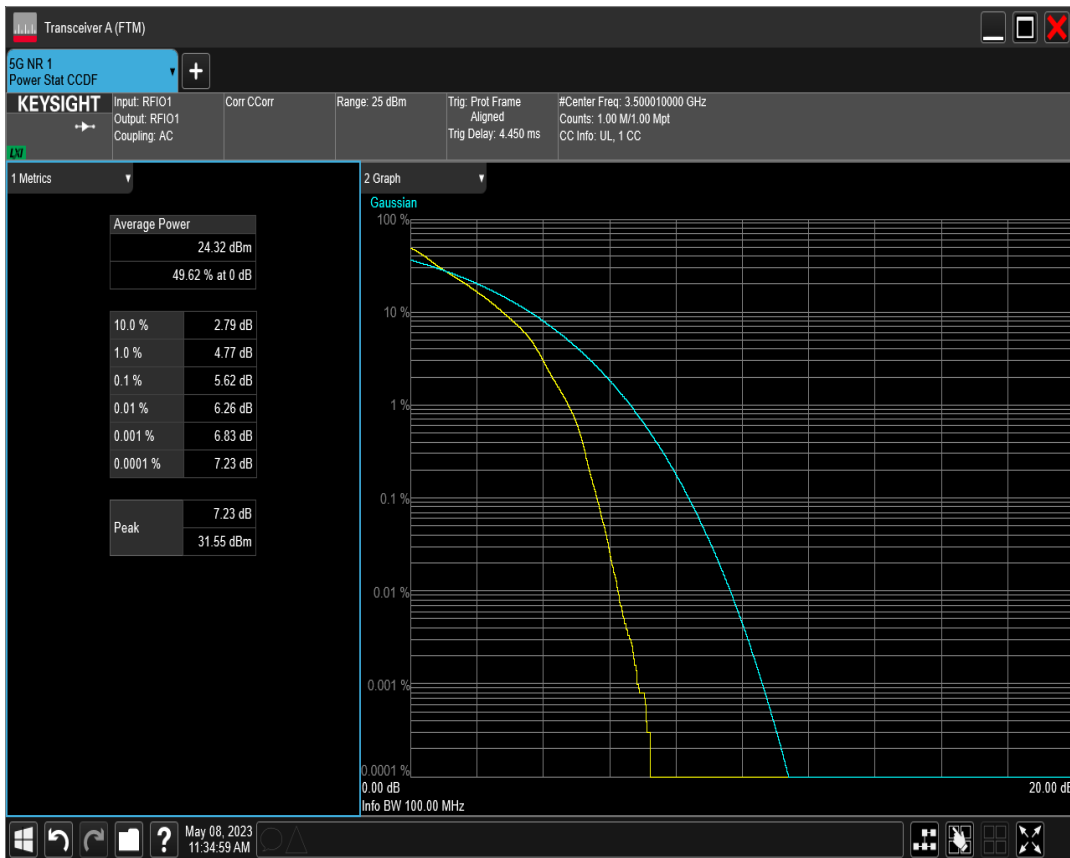 Transceiver A (FTM)
5G NR 1
Power Stat CCDF
KEYSIGHT
LXI
Input: RFIO1
Output: RFIO1
Coupling: AC
Corr CCorr
Range: 25 dBm
Trig: Prot Frame
Aligned
Trig Delay: 4.450 ms
#Center Freq: 3.500010000 GHz
Counts: 1.00 M/1.00 Mpt
CC Info: UL, 1 CC
1 Metrics
Average Power
24.32 dBm
49.62 % at 0 dB
10.0 % 2.79 dB
1.0 % 4.77 dB
0.1 % 5.62 dB
0.01 % 6.26 dB
0.001 % 6.83 dB
0.0001 % 7.23 dB
Peak
7.23 dB
31.55 dBm
2 Graph
Gaussian
100 %
10 %
1 %
0.1 %
0.01 %
0.001 %
0.0001 %
0.00 dB 20.00 dB
Info BW 100.00 MHz
?
May 08, 2023
11:34:59 AM